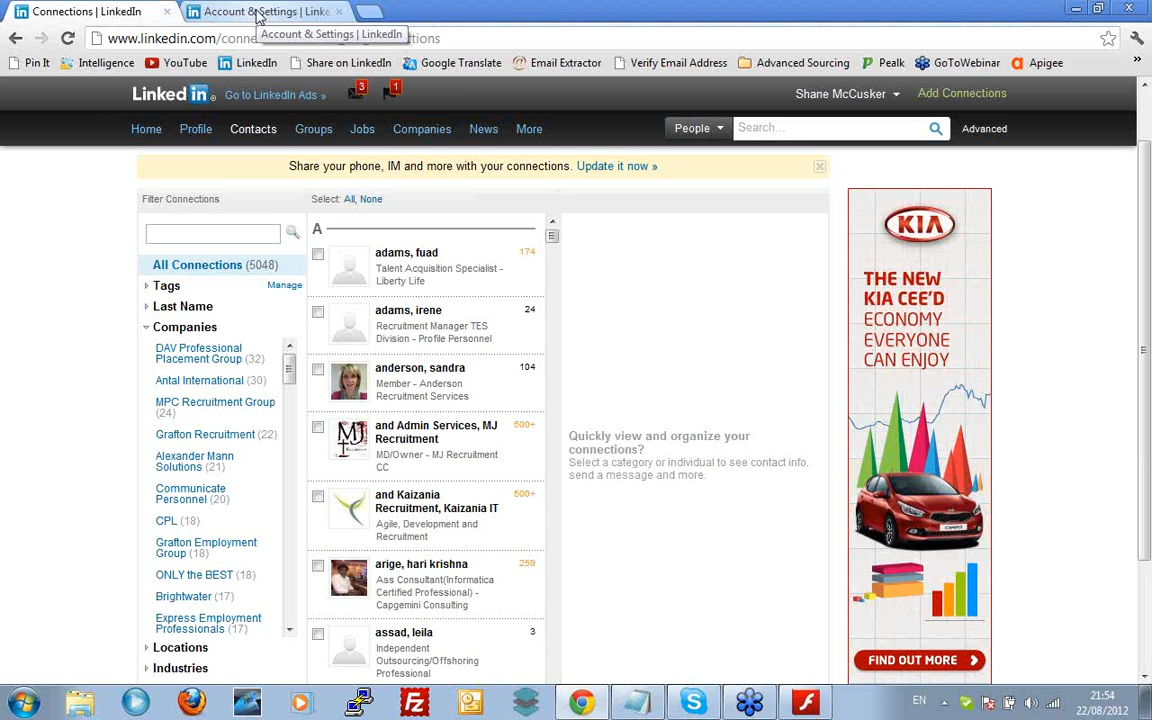 Connections | LinkedIn
Account & Settings | Linke
www.linkedin.com/conne
Account & Settings | LinkedIn
Pin It
Intelligence
YouTube
LinkedIn
Share on LinkedIn
Google Translate
Email Extractor
Verify Email Address
Advanced Sourcing
Pealk
GoToWebinar
Apigee
»
Linked in®
Go to LinkedIn Ads »
3
1
Shane McCusker
Add Connections
Home
Profile
Contacts
Groups
Jobs
Companies
News
More
People
Search...
Advanced
Share your phone, IM and more with your connections. Update it now »
Filter Connections
All Connections (5048)
Tags
Manage
Last Name
Companies
DAV Professional
Placement Group (32)
Antal International (30)
MPC Recruitment Group
(24)
Grafton Recruitment (22)
Alexander Mann
Solutions (21)
Communicate
Personnel (20)
CPL (18)
Grafton Employment
Group (18)
ONLY the BEST (18)
Brightwater (17)
Express Employment
Professionals (17)
Locations
Industries
Select: All, None
A
adams, fuad
174
Talent Acquisition Specialist -
Liberty Life
adams, irene
24
Recruitment Manager TES
Division - Profile Personnel
anderson, sandra
104
Member - Anderson
Recruitment Services
and Admin Services, MJ
Recruitment
500+
MD/Owner - MJ Recruitment
CC
and Kaizania
Recruitment, Kaizania IT
500+
Agile, Development and
Recruitment
arige, hari krishna
259
Ass Consultant(Informatica
Certified Professional) -
Capgemini Consulting
assad, leila
3
Independent
Outsourcing/Offshoring
Professional
Quickly view and organize your
connections?
Select a category or individual to see contact info,
send a message and more.
KIA
THE NEW
KIA CEE'D
ECONOMY
EVERYONE
CAN ENJOY
FIND OUT MORE
EN
21:54
22/08/2012